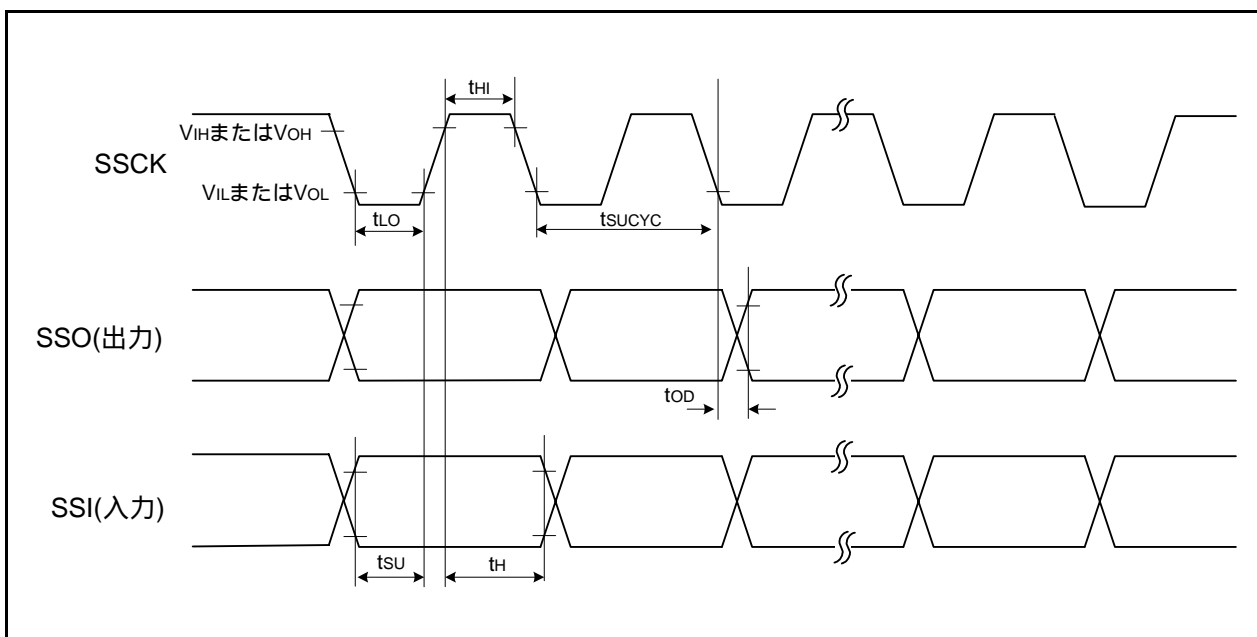 tHI
VIHまたはVOH
SSCK
VILまたはVOL
tLO
tSUCYC
SSO(出力)
tOD
SSI(入力)
tSU
tH